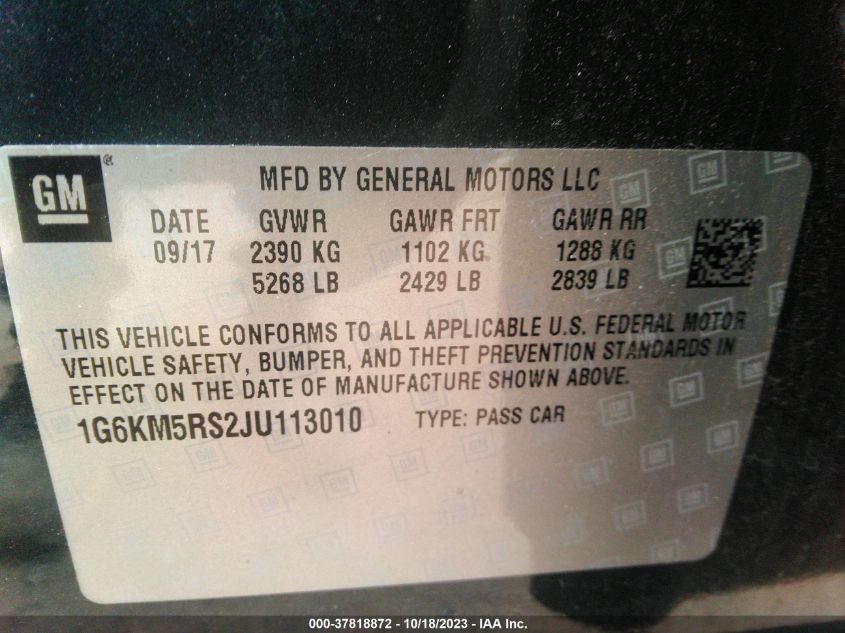 GM ®
MFD BY GENERAL MOTORS LLC
DATE GVWR GAWR FRT GAWR RR
09/17 2390 KG 1102 KG 1288 KG
5268 LB 2429 LB 2839 LB
THIS VEHICLE CONFORMS TO ALL APPLICABLE U.S. FEDERAL MOTOR
VEHICLE SAFETY, BUMPER, AND THEFT PREVENTION STANDARDS IN
EFFECT ON THE DATE OF MANUFACTURE SHOWN ABOVE.
1G6KM5RS2JU113010 TYPE: PASS CAR
000-37818872 - 10/18/2023 - IAA Inc.